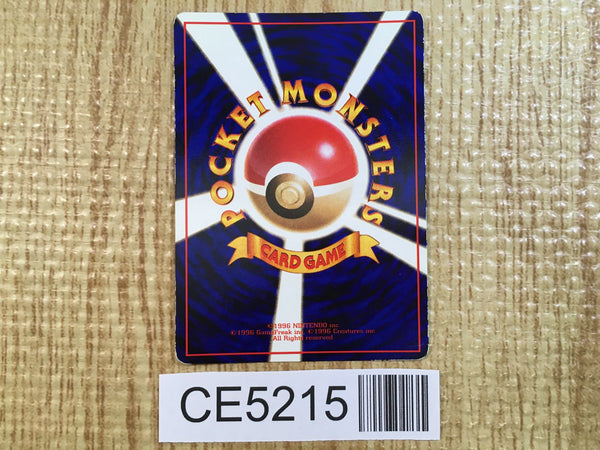 POCKET MONSTERS
CARD GAME
©1996 NINTENDO inc
©1996 GameFreak inc. ©1996 Creatures inc
All Rights reserved
CE5215